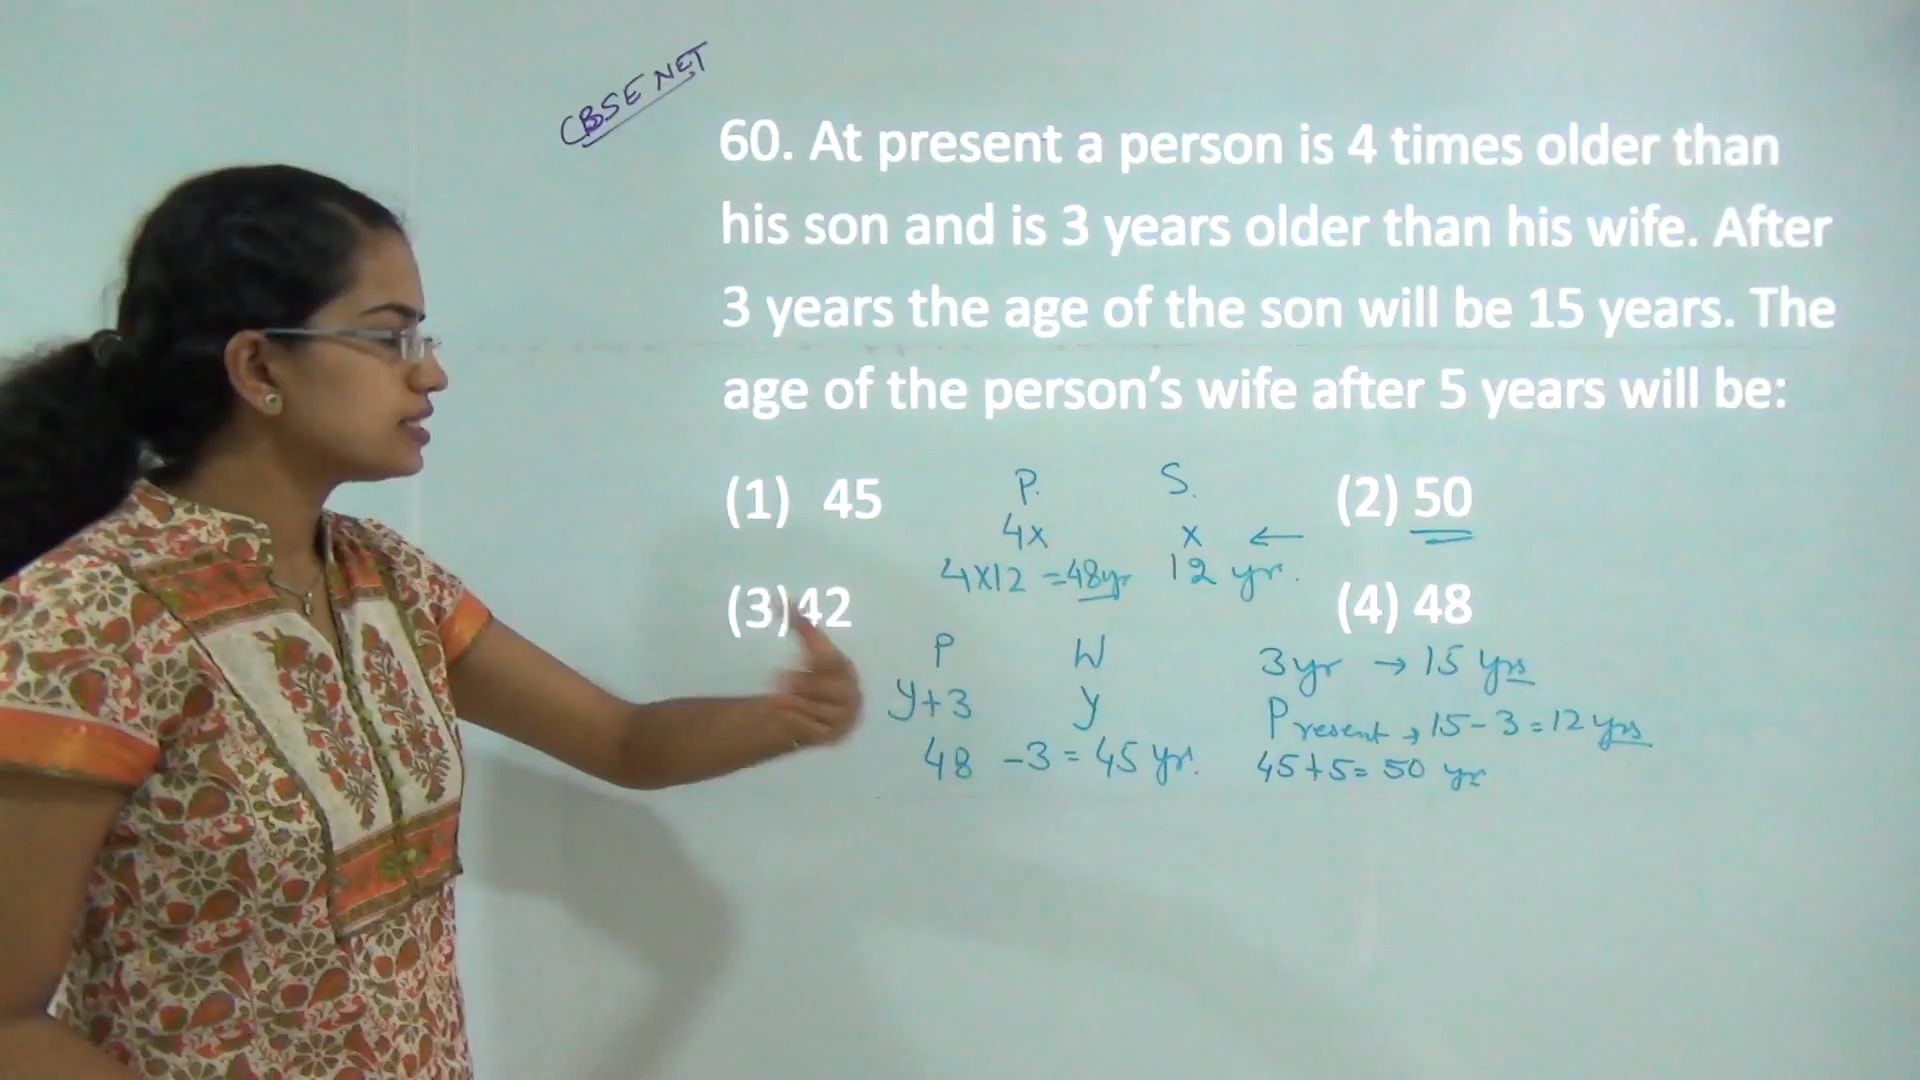 CBSE NET
60. At present a person is 4 times older than
his son and is 3 years older than his wife. After
3 years the age of the son will be 15 years. The
age of the person's wife after 5 years will be:
(1) 45
(2) 50
P. S.
4x x ←
4x12 = 48yr 12 yr.
(3)42
(4) 48
P W
y+3 y
48 - 3 = 45 yr.
3yr → 15 yrs
Present → 15-3=12 yrs
45+5= 50 yr